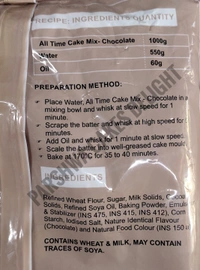 RECIPE: INGREDIENTS QUANTITY
All Time Cake Mix- Chocolate 1000g
Water 550g
Oil 60g
PREPARATION METHOD:
Place Water, All Time Cake Mix - Chocolate in a
mixing bowl and whisk at slow speed for 1
minute.
Scrape the batter and whisk at high speed for
minutes.
Add Oil and whisk for 1 minute at slow speed.
Scale the batter into well-greased cake mould
Bake at 170°C for 35 to 40 minutes.
INGREDIENTS
Refined Wheat Flour, Sugar, Milk Solids, Cocoa
Solids, Refined Soya Oil, Baking Powder, Emuls
& Stabilizer (INS 475, INS 415, INS 412), Corn
Starch, Iodised Salt, Nature Identical Flavour
(Chocolate) and Natural Food Colour (INS 150
CONTAINS WHEAT & MILK, MAY CONTAIN
TRACES OF SOYA.